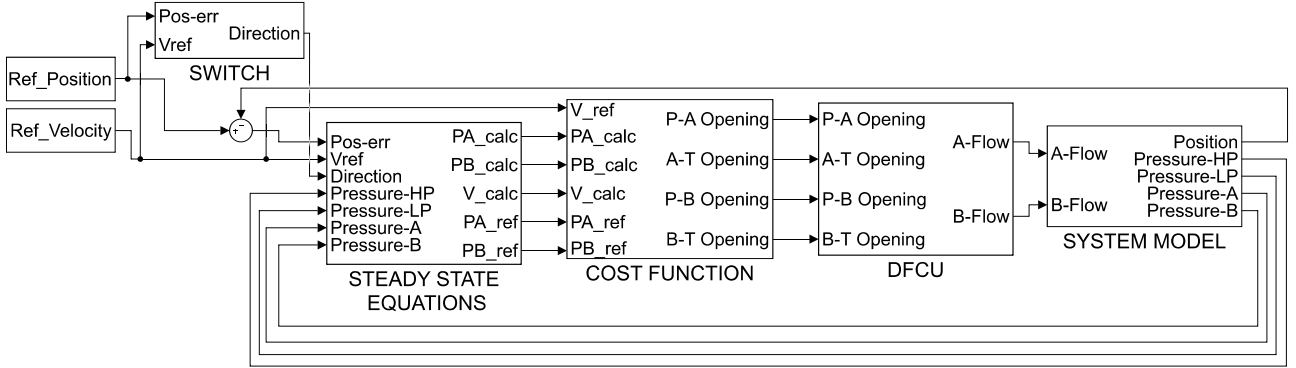 Ref_Position
Ref_Velocity
Pos-err
Vref
Direction
SWITCH
+
-
Pos-err
Vref
Direction
Pressure-HP
Pressure-LP
Pressure-A
Pressure-B
PA_calc
PB_calc
V_calc
PA_ref
PB_ref
STEADY STATE
EQUATIONS
V_ref
PA_calc
PB_calc
V_calc
PA_ref
PB_ref
P-A Opening
A-T Opening
P-B Opening
B-T Opening
COST FUNCTION
P-A Opening
A-T Opening
P-B Opening
B-T Opening
A-Flow
B-Flow
DFCU
A-Flow
B-Flow
Position
Pressure-HP
Pressure-LP
Pressure-A
Pressure-B
SYSTEM MODEL